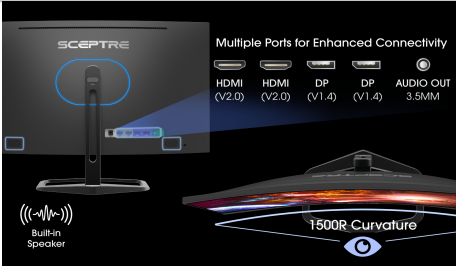 SCEPTRE
Multiple Ports for Enhanced Connectivity
HDMI HDMI DP DP AUDIO OUT
(V2.0) (V2.0) (V1.4) (V1.4) 3.5MM
SCEPTRE
1500R Curvature
Built-in
Speaker